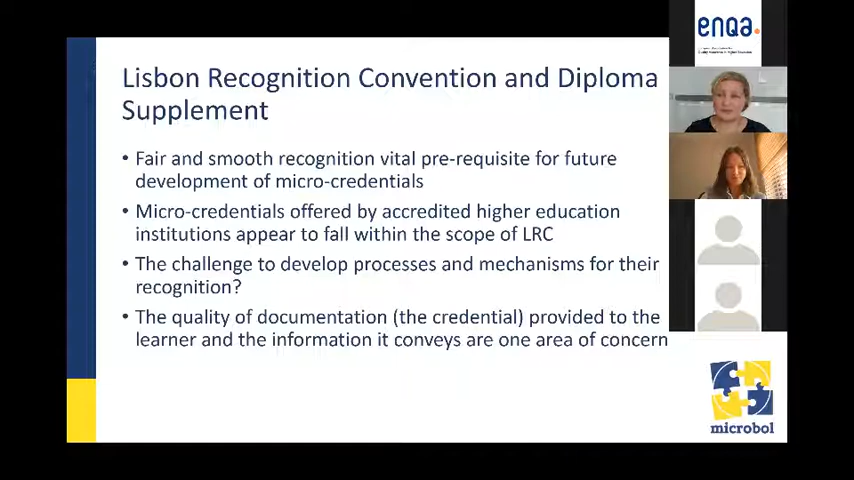 enqa.
Lisbon Recognition Convention and Diploma
Supplement
• Fair and smooth recognition vital pre-requisite for future
development of micro-credentials
• Micro-credentials offered by accredited higher education
institutions appear to fall within the scope of LRC
• The challenge to develop processes and mechanisms for their
recognition?
• The quality of documentation (the credential) provided to the
learner and the information it conveys are one area of concern
microbol